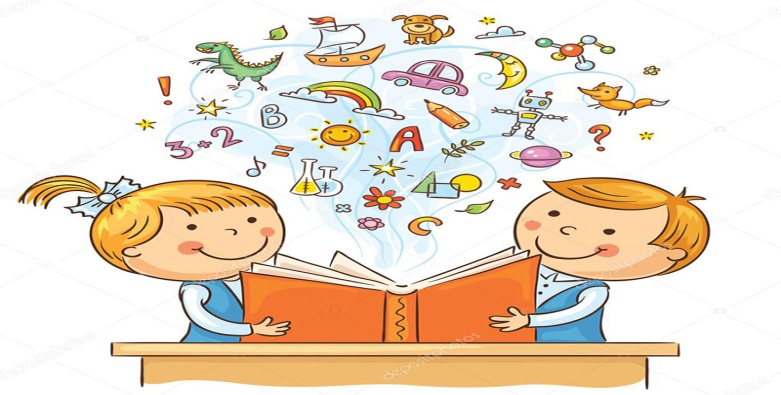 !
B
3+2
=
A
?
×
C
depositphotos